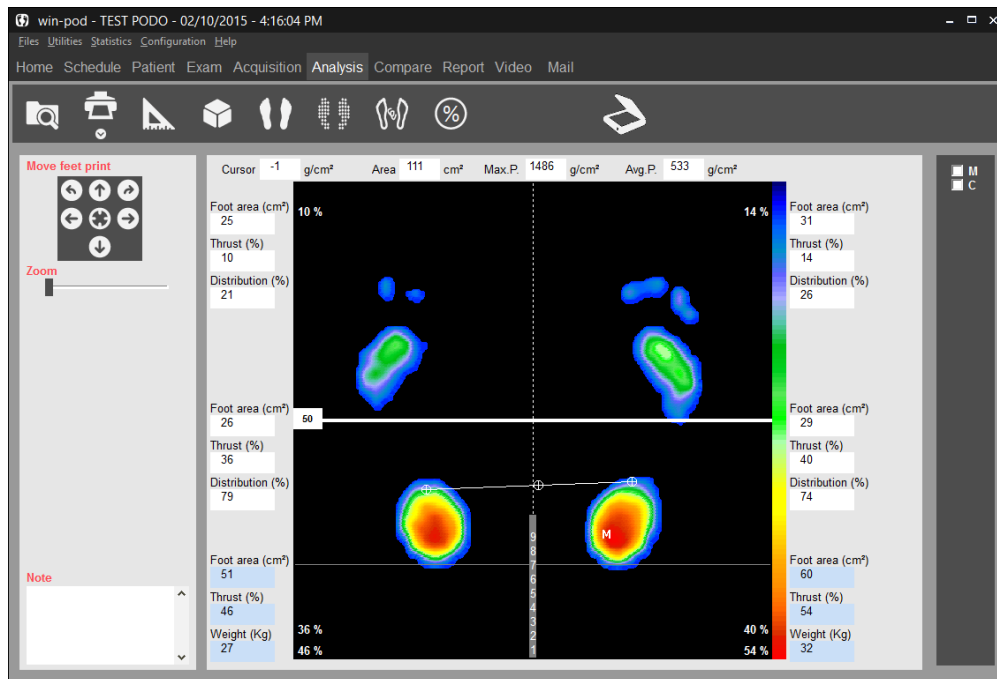 win-pod - TEST PODO - 02/10/2015 - 4:16:04 PM
Files Utilities Statistics Configuration Help
Home Schedule Patient Exam Acquisition Analysis Compare Report Video Mail
%
Move feet print
Zoom
Note
Cursor -1 g/cm² Area 111 cm² Max.P. 1486 g/cm² Avg.P. 533 g/cm²
Foot area (cm²)
25
Thrust (%)
10
Distribution (%)
21
Foot area (cm²)
26
Thrust (%)
36
Distribution (%)
79
Foot area (cm²)
51
Thrust (%)
46
Weight (Kg)
27
10 %
14 %
50
M
9
8
7
6
5
4
3
2
1
36 %
46 %
40 %
54 %
Foot area (cm²)
31
Thrust (%)
14
Distribution (%)
26
Foot area (cm²)
29
Thrust (%)
40
Distribution (%)
74
Foot area (cm²)
60
Thrust (%)
54
Weight (Kg)
32
M
C